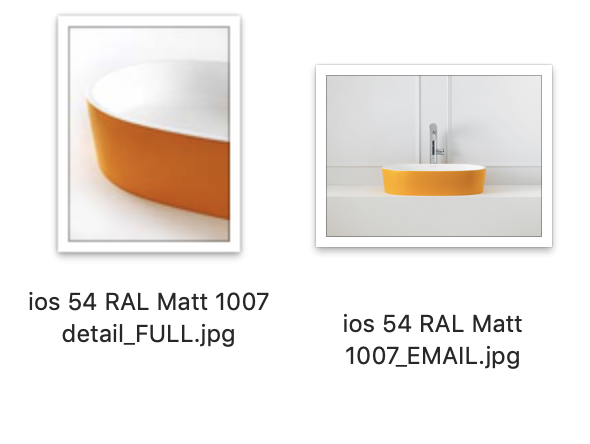 ios 54 RAL Matt 1007
detail_FULL.jpg
ios 54 RAL Matt
1007_EMAIL.jpg